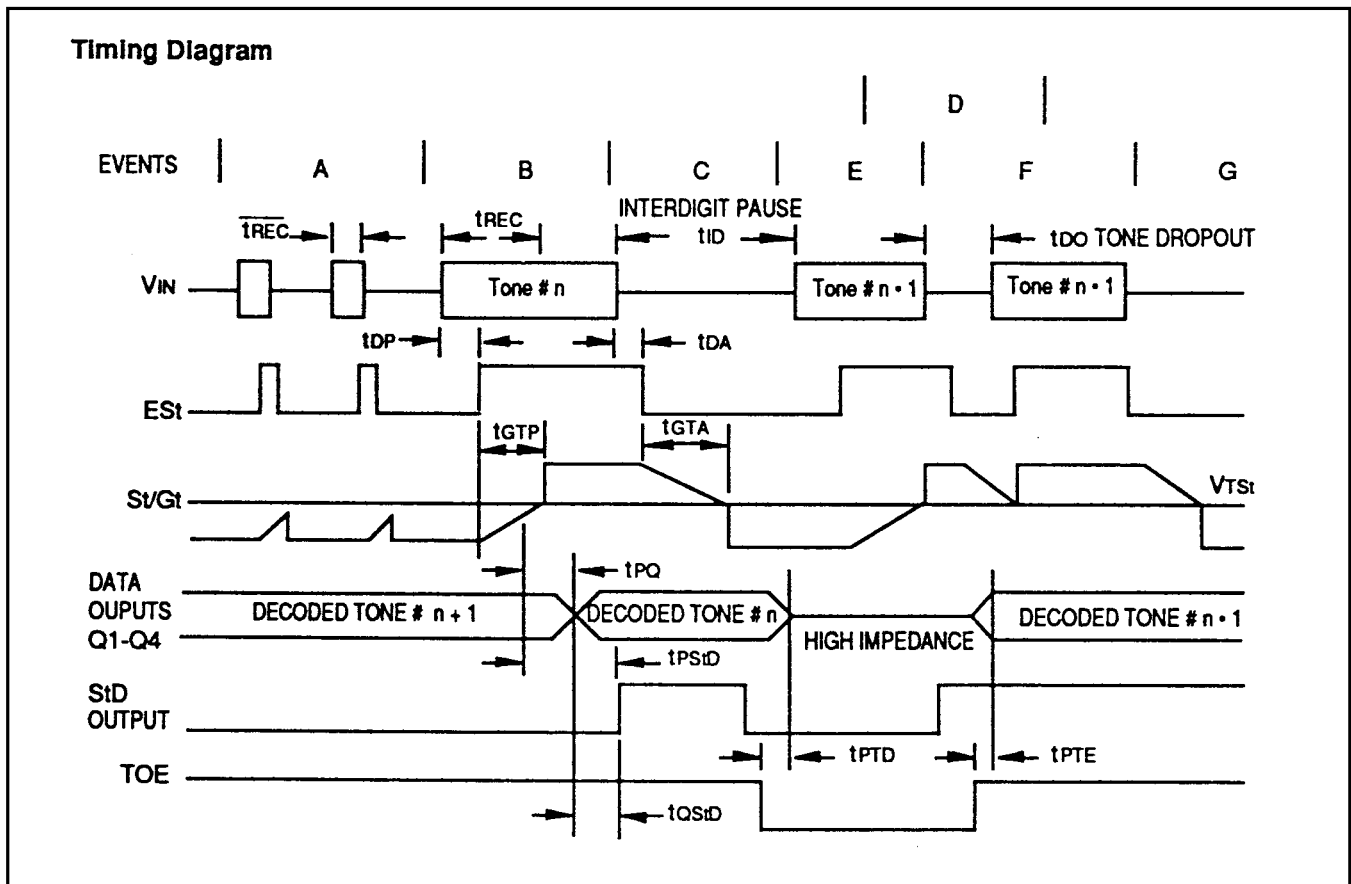 Timing Diagram
D
EVENTS A B C E F G
INTERDIGIT PAUSE
tREC tREC tID tDO TONE DROPOUT
VIN Tone # n Tone # n • 1 Tone # n • 1
tDP tDA
ESt
tGTP tGTA
St/Gt VTSt
tPQ
DATA
OUPUTS
Q1-Q4
DECODED TONE # n + 1 DECODED TONE # n HIGH IMPEDANCE DECODED TONE # n • 1
tPStD
StD
OUTPUT
tPTD tPTE
TOE
tQStD